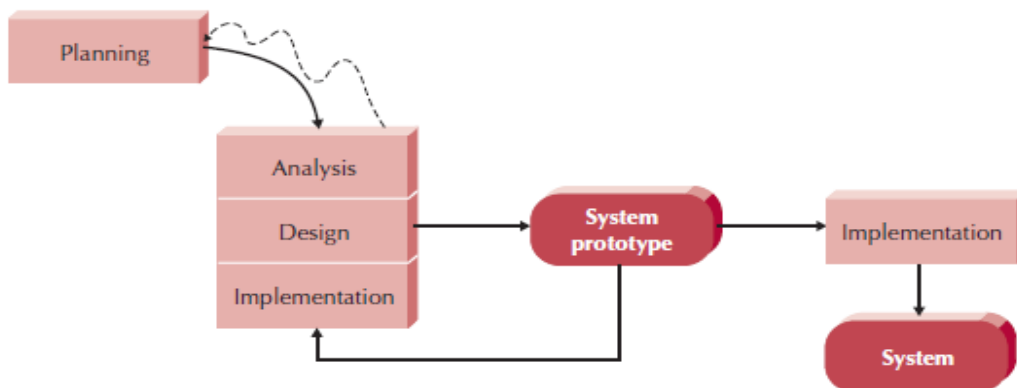 Planning
Analysis
Design
Implementation
System
prototype
Implementation
System